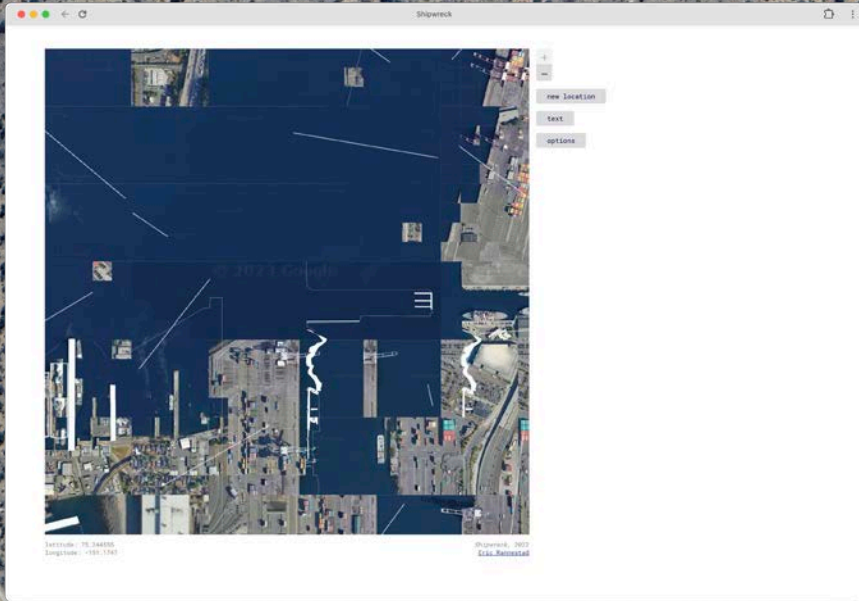 Shipwreck
new location
text
options
© 2023 Google
Shipwreck, 2023
Eric Rannestad